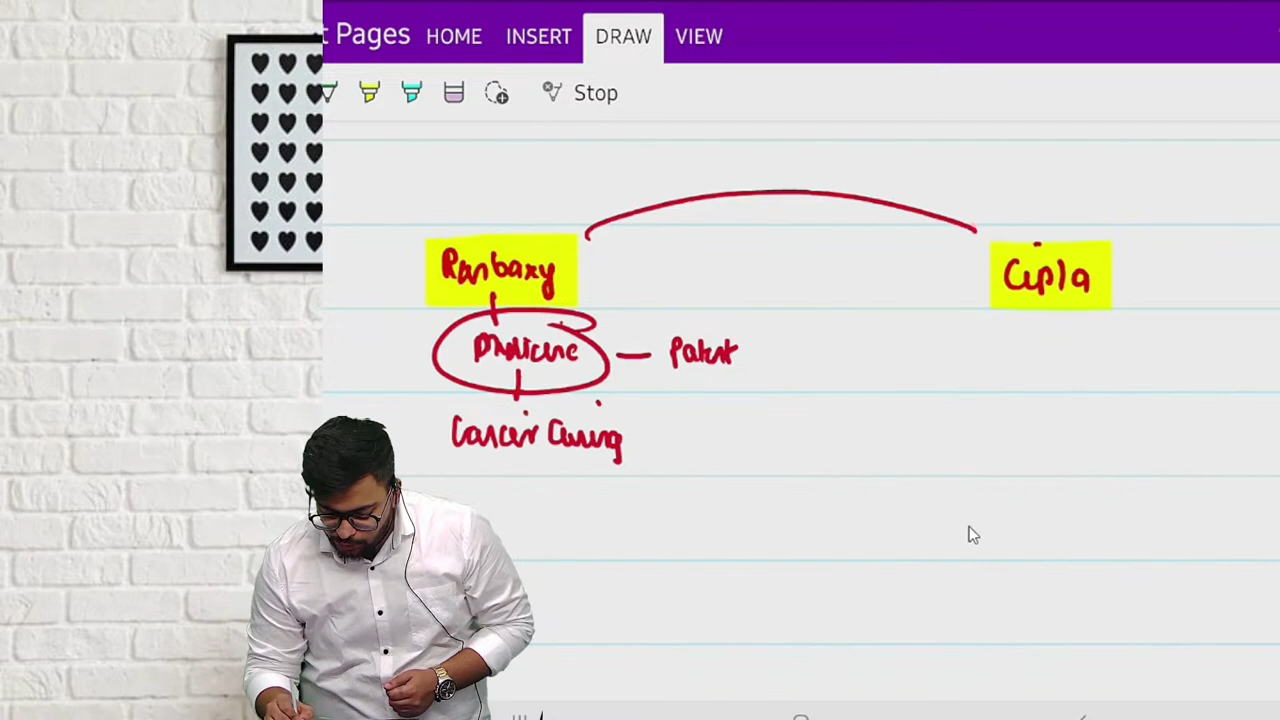 t Pages HOME INSERT DRAW VIEW
Stop
Ranbaxy
Cipla
Medicine — Patent
Cancer Curing